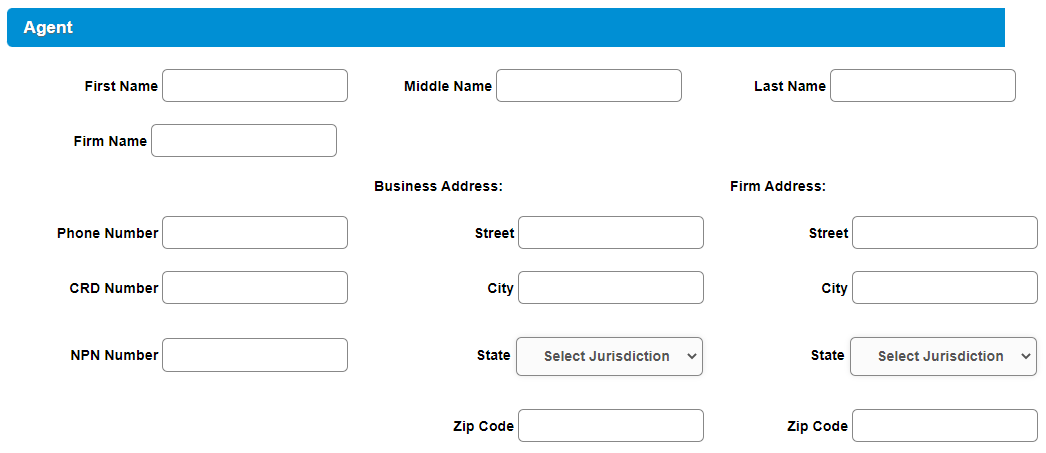 Agent
First Name Middle Name Last Name
Firm Name
Business Address: Firm Address:
Phone Number Street Street
CRD Number City City
NPN Number State Select Jurisdiction State Select Jurisdiction
Zip Code Zip Code